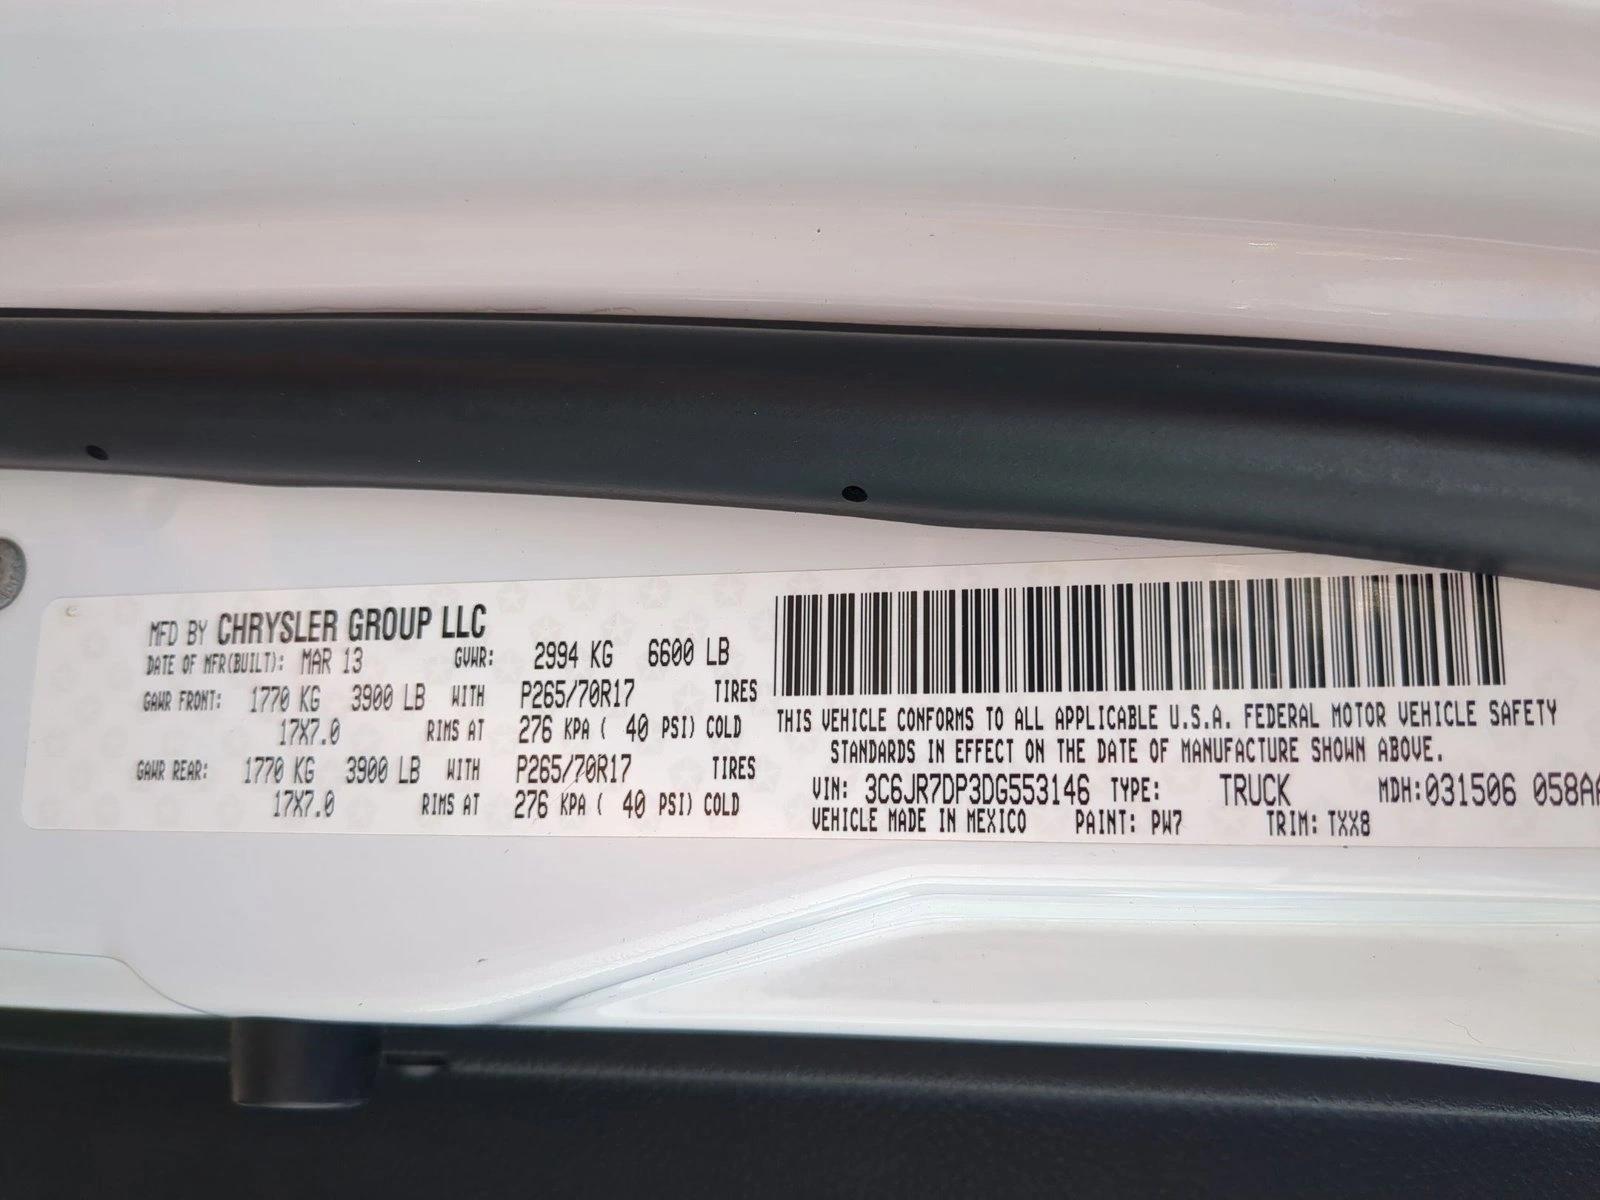 MFD BY CHRYSLER GROUP LLC
DATE OF MFR(BUILT): MAR 13 GVWR: 2994 KG 6600 LB
GAWR FRONT: 1770 KG 3900 LB WITH P265/70R17 TIRES
17X7.0 RIMS AT 276 KPA ( 40 PSI) COLD
GAWR REAR: 1770 KG 3900 LB WITH P265/70R17 TIRES
17X7.0 RIMS AT 276 KPA ( 40 PSI) COLD
THIS VEHICLE CONFORMS TO ALL APPLICABLE U.S.A. FEDERAL MOTOR VEHICLE SAFETY
STANDARDS IN EFFECT ON THE DATE OF MANUFACTURE SHOWN ABOVE.
VIN: 3C6JR7DP3DG553146 TYPE: TRUCK MDH:031506 058AA
VEHICLE MADE IN MEXICO PAINT: PW7 TRIM: TXX8